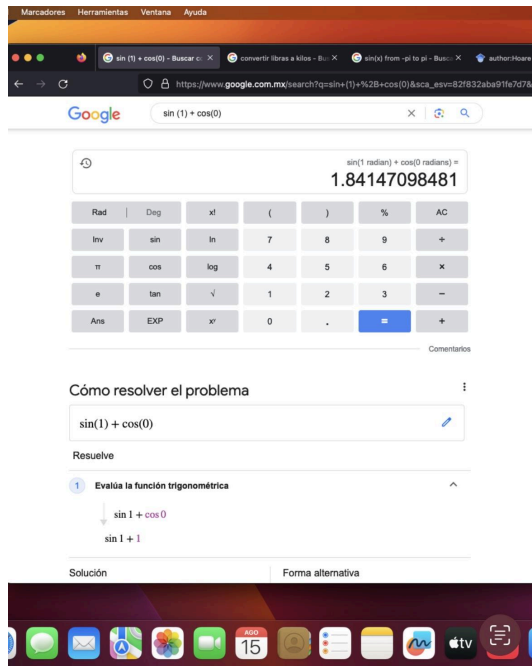 Marcadores Herramientas Ventana Ayuda
sin (1) + cos(0) - Buscar c
convertir libras a kilos - Bus
sin(x) from -pi to pi - Busca
author:Hoare
https://www.google.com.mx/search?q=sin+(1)+%2B+cos(0)&sca_esv=82f832aba91fe7d7&
Google
sin (1) + cos(0)
sin(1 radian) + cos(0 radians) =
1.84147098481
Rad | Deg x! ( ) % AC
Inv sin ln 7 8 9 ÷
π cos log 4 5 6 ×
e tan √ 1 2 3 −
Ans EXP xʸ 0 . = +
Comentarios
Cómo resolver el problema
sin(1) + cos(0)
Resuelve
1 Evalúa la función trigonométrica
sin 1 + cos 0
sin 1 + 1
Solución
Forma alternativa
AGO
15
tv